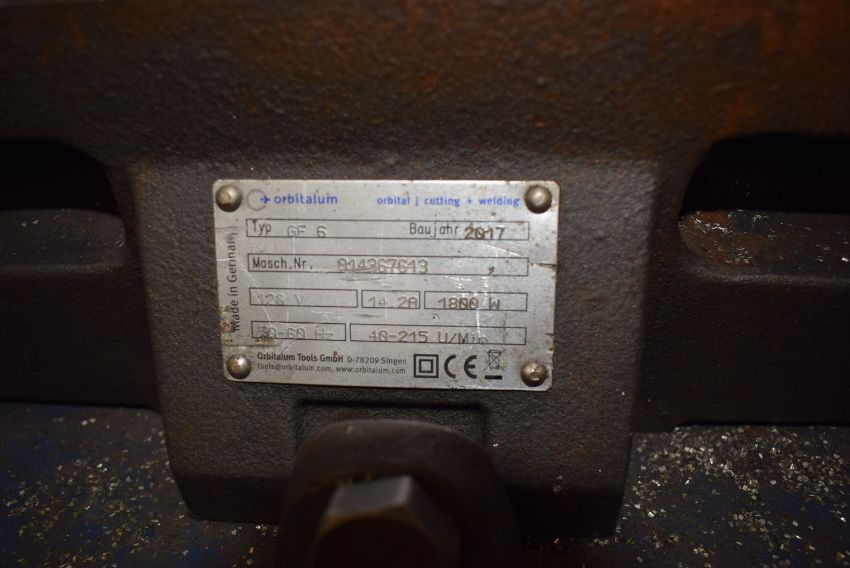 orbitalum orbital | cutting + welding
Typ GF 6 Baujahr 2017
Masch.Nr. 014367613
120 V 14.2A 1800 W
50-60 Hz 40-215 U/Min
Orbitalum Tools GmbH D-78209 Singen
tools@orbitalum.com, www.orbitalum.com
CE
Made in Germany